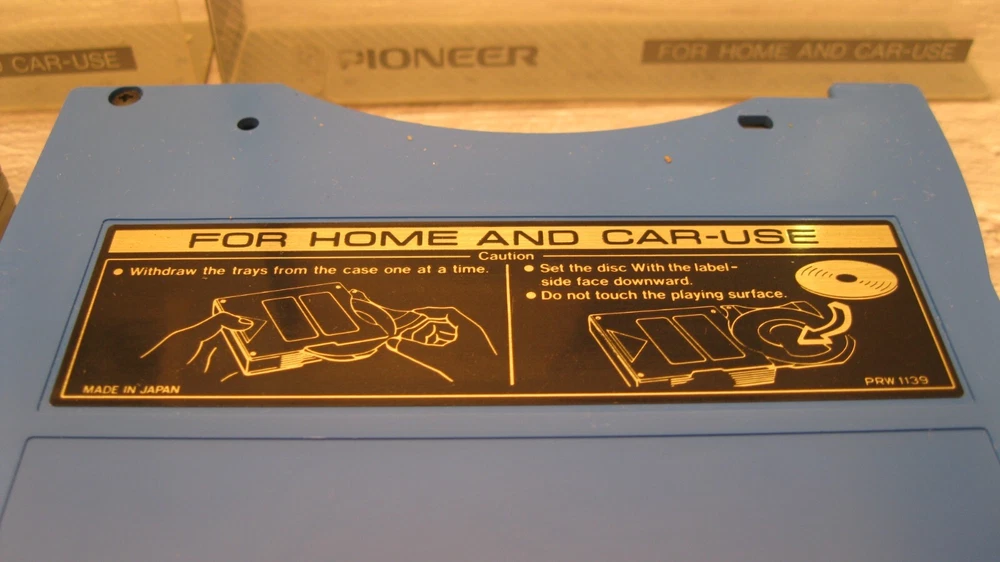 CAR-USE
PIONEER
FOR HOME AND CAR-USE
FOR HOME AND CAR-USE
Caution
• Withdraw the trays from the case one at a time.
• Set the disc With the label-
side face downward.
• Do not touch the playing surface.
MADE IN JAPAN
PRW 1139